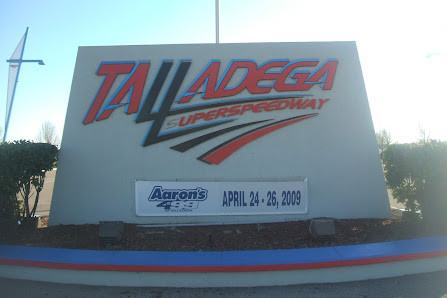 TALLADEGA
SUPERSPEEDWAY
Aaron's
499
APRIL 24 - 26, 2009